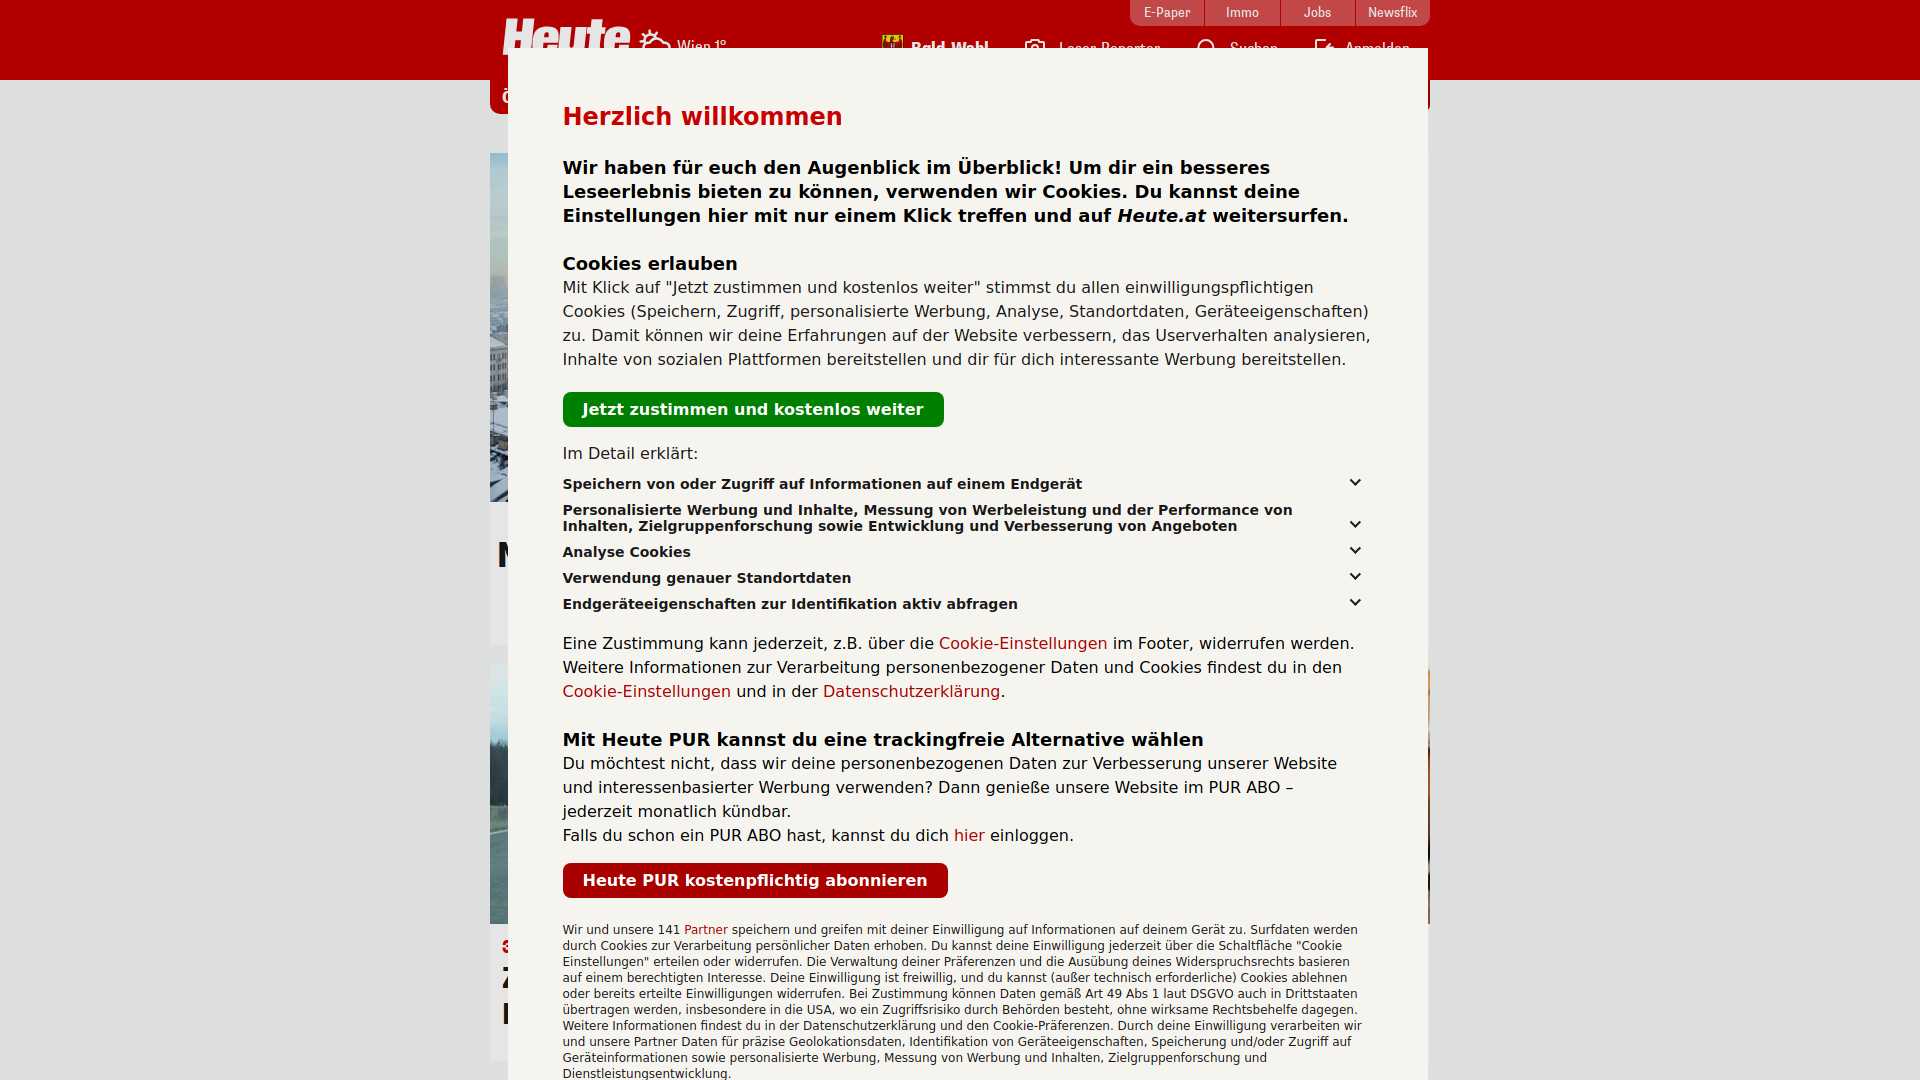 E-Paper
Immo
Jobs
Newsflix
Heute
Wien 1°
Bgld-Wahl
Leser-Reporter
Suchen
Anmelden
Herzlich willkommen
Wir haben für euch den Augenblick im Überblick! Um dir ein besseres
Leseerlebnis bieten zu können, verwenden wir Cookies. Du kannst deine
Einstellungen hier mit nur einem Klick treffen und auf Heute.at weitersurfen.
Cookies erlauben
Mit Klick auf "Jetzt zustimmen und kostenlos weiter" stimmst du allen einwilligungspflichtigen
Cookies (Speichern, Zugriff, personalisierte Werbung, Analyse, Standortdaten, Geräteeigenschaften)
zu. Damit können wir deine Erfahrungen auf der Website verbessern, das Userverhalten analysieren,
Inhalte von sozialen Plattformen bereitstellen und dir für dich interessante Werbung bereitstellen.
Jetzt zustimmen und kostenlos weiter
Im Detail erklärt:
Speichern von oder Zugriff auf Informationen auf einem Endgerät
Personalisierte Werbung und Inhalte, Messung von Werbeleistung und der Performance von
Inhalten, Zielgruppenforschung sowie Entwicklung und Verbesserung von Angeboten
Analyse Cookies
Verwendung genauer Standortdaten
Endgeräteeigenschaften zur Identifikation aktiv abfragen
Eine Zustimmung kann jederzeit, z.B. über die Cookie-Einstellungen im Footer, widerrufen werden.
Weitere Informationen zur Verarbeitung personenbezogener Daten und Cookies findest du in den
Cookie-Einstellungen und in der Datenschutzerklärung.
Mit Heute PUR kannst du eine trackingfreie Alternative wählen
Du möchtest nicht, dass wir deine personenbezogenen Daten zur Verbesserung unserer Website
und interessenbasierter Werbung verwenden? Dann genieße unsere Website im PUR ABO –
jederzeit monatlich kündbar.
Falls du schon ein PUR ABO hast, kannst du dich hier einloggen.
Heute PUR kostenpflichtig abonnieren
Wir und unsere 141 Partner speichern und greifen mit deiner Einwilligung auf Informationen auf deinem Gerät zu. Surfdaten werden
durch Cookies zur Verarbeitung persönlicher Daten erhoben. Du kannst deine Einwilligung jederzeit über die Schaltfläche "Cookie
Einstellungen" erteilen oder widerrufen. Die Verwaltung deiner Präferenzen und die Ausübung deines Widerspruchsrechts basieren
auf einem berechtigten Interesse. Deine Einwilligung ist freiwillig, und du kannst (außer technisch erforderliche) Cookies ablehnen
oder bereits erteilte Einwilligungen widerrufen. Bei Zustimmung können Daten gemäß Art 49 Abs 1 laut DSGVO auch in Drittstaaten
übertragen werden, insbesondere in die USA, wo ein Zugriffsrisiko durch Behörden besteht, ohne wirksame Rechtsbehelfe dagegen.
Weitere Informationen findest du in der Datenschutzerklärung und den Cookie-Präferenzen. Durch deine Einwilligung verarbeiten wir
und unsere Partner Daten für präzise Geolokationsdaten, Identifikation von Geräteeigenschaften, Speicherung und/oder Zugriff auf
Geräteinformationen sowie personalisierte Werbung, Messung von Werbung und Inhalten, Zielgruppenforschung und
Dienstleistungsentwicklung.